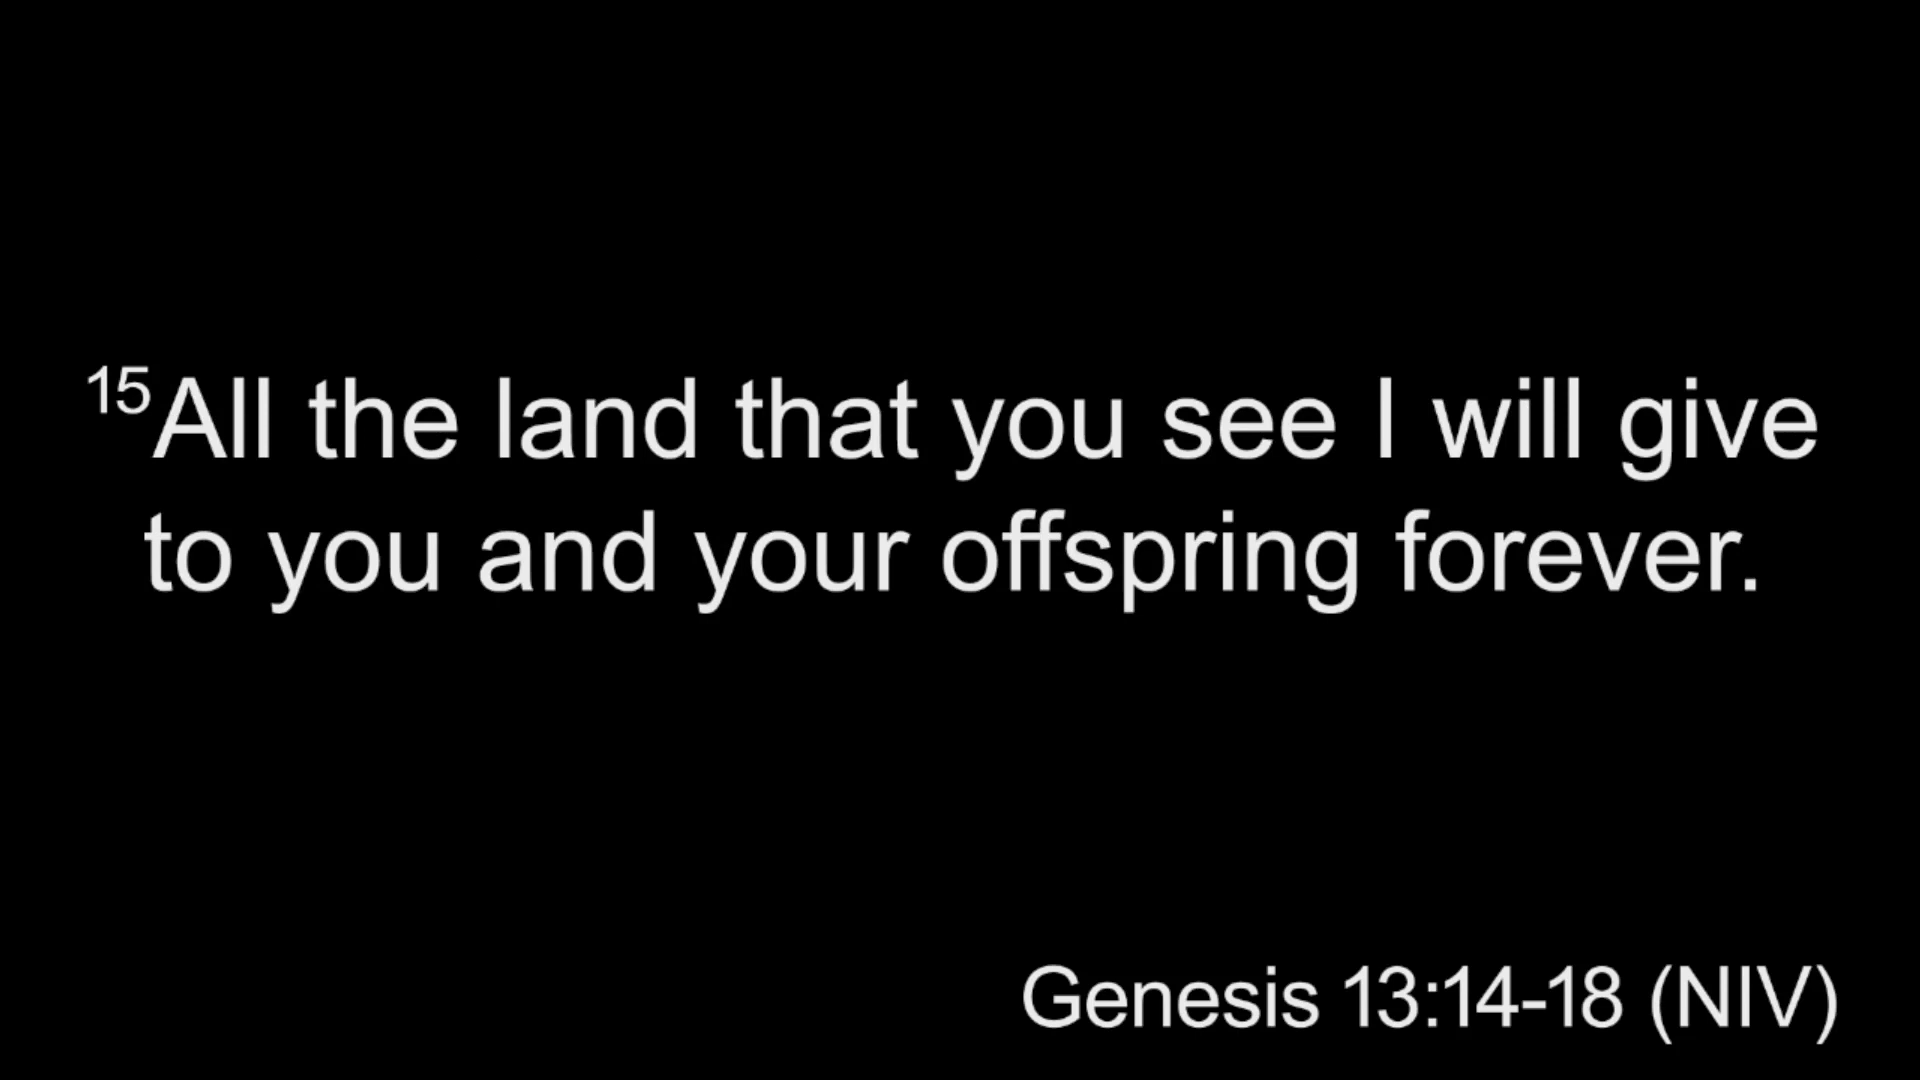 15All the land that you see I will give
to you and your offspring forever.
Genesis 13:14-18 (NIV)